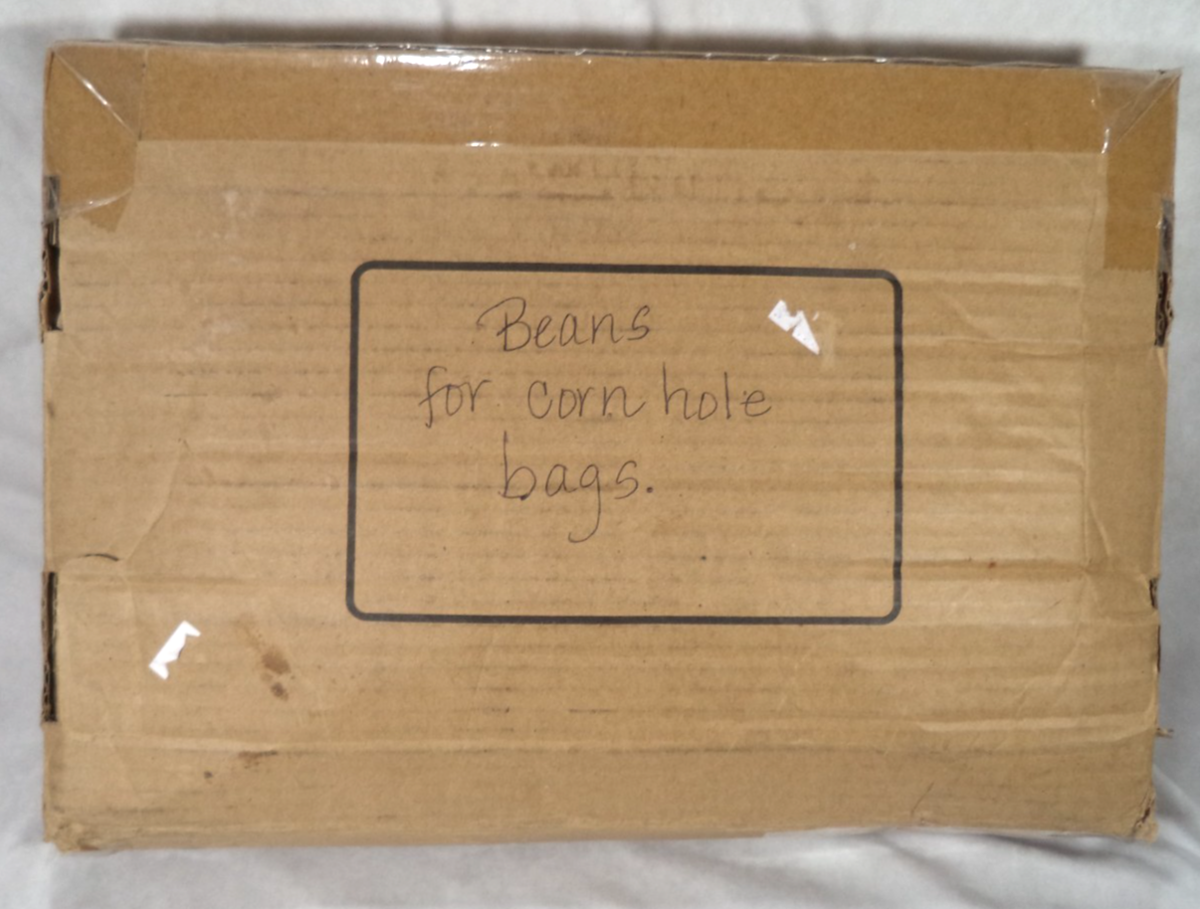 Beans
for corn hole
bags.